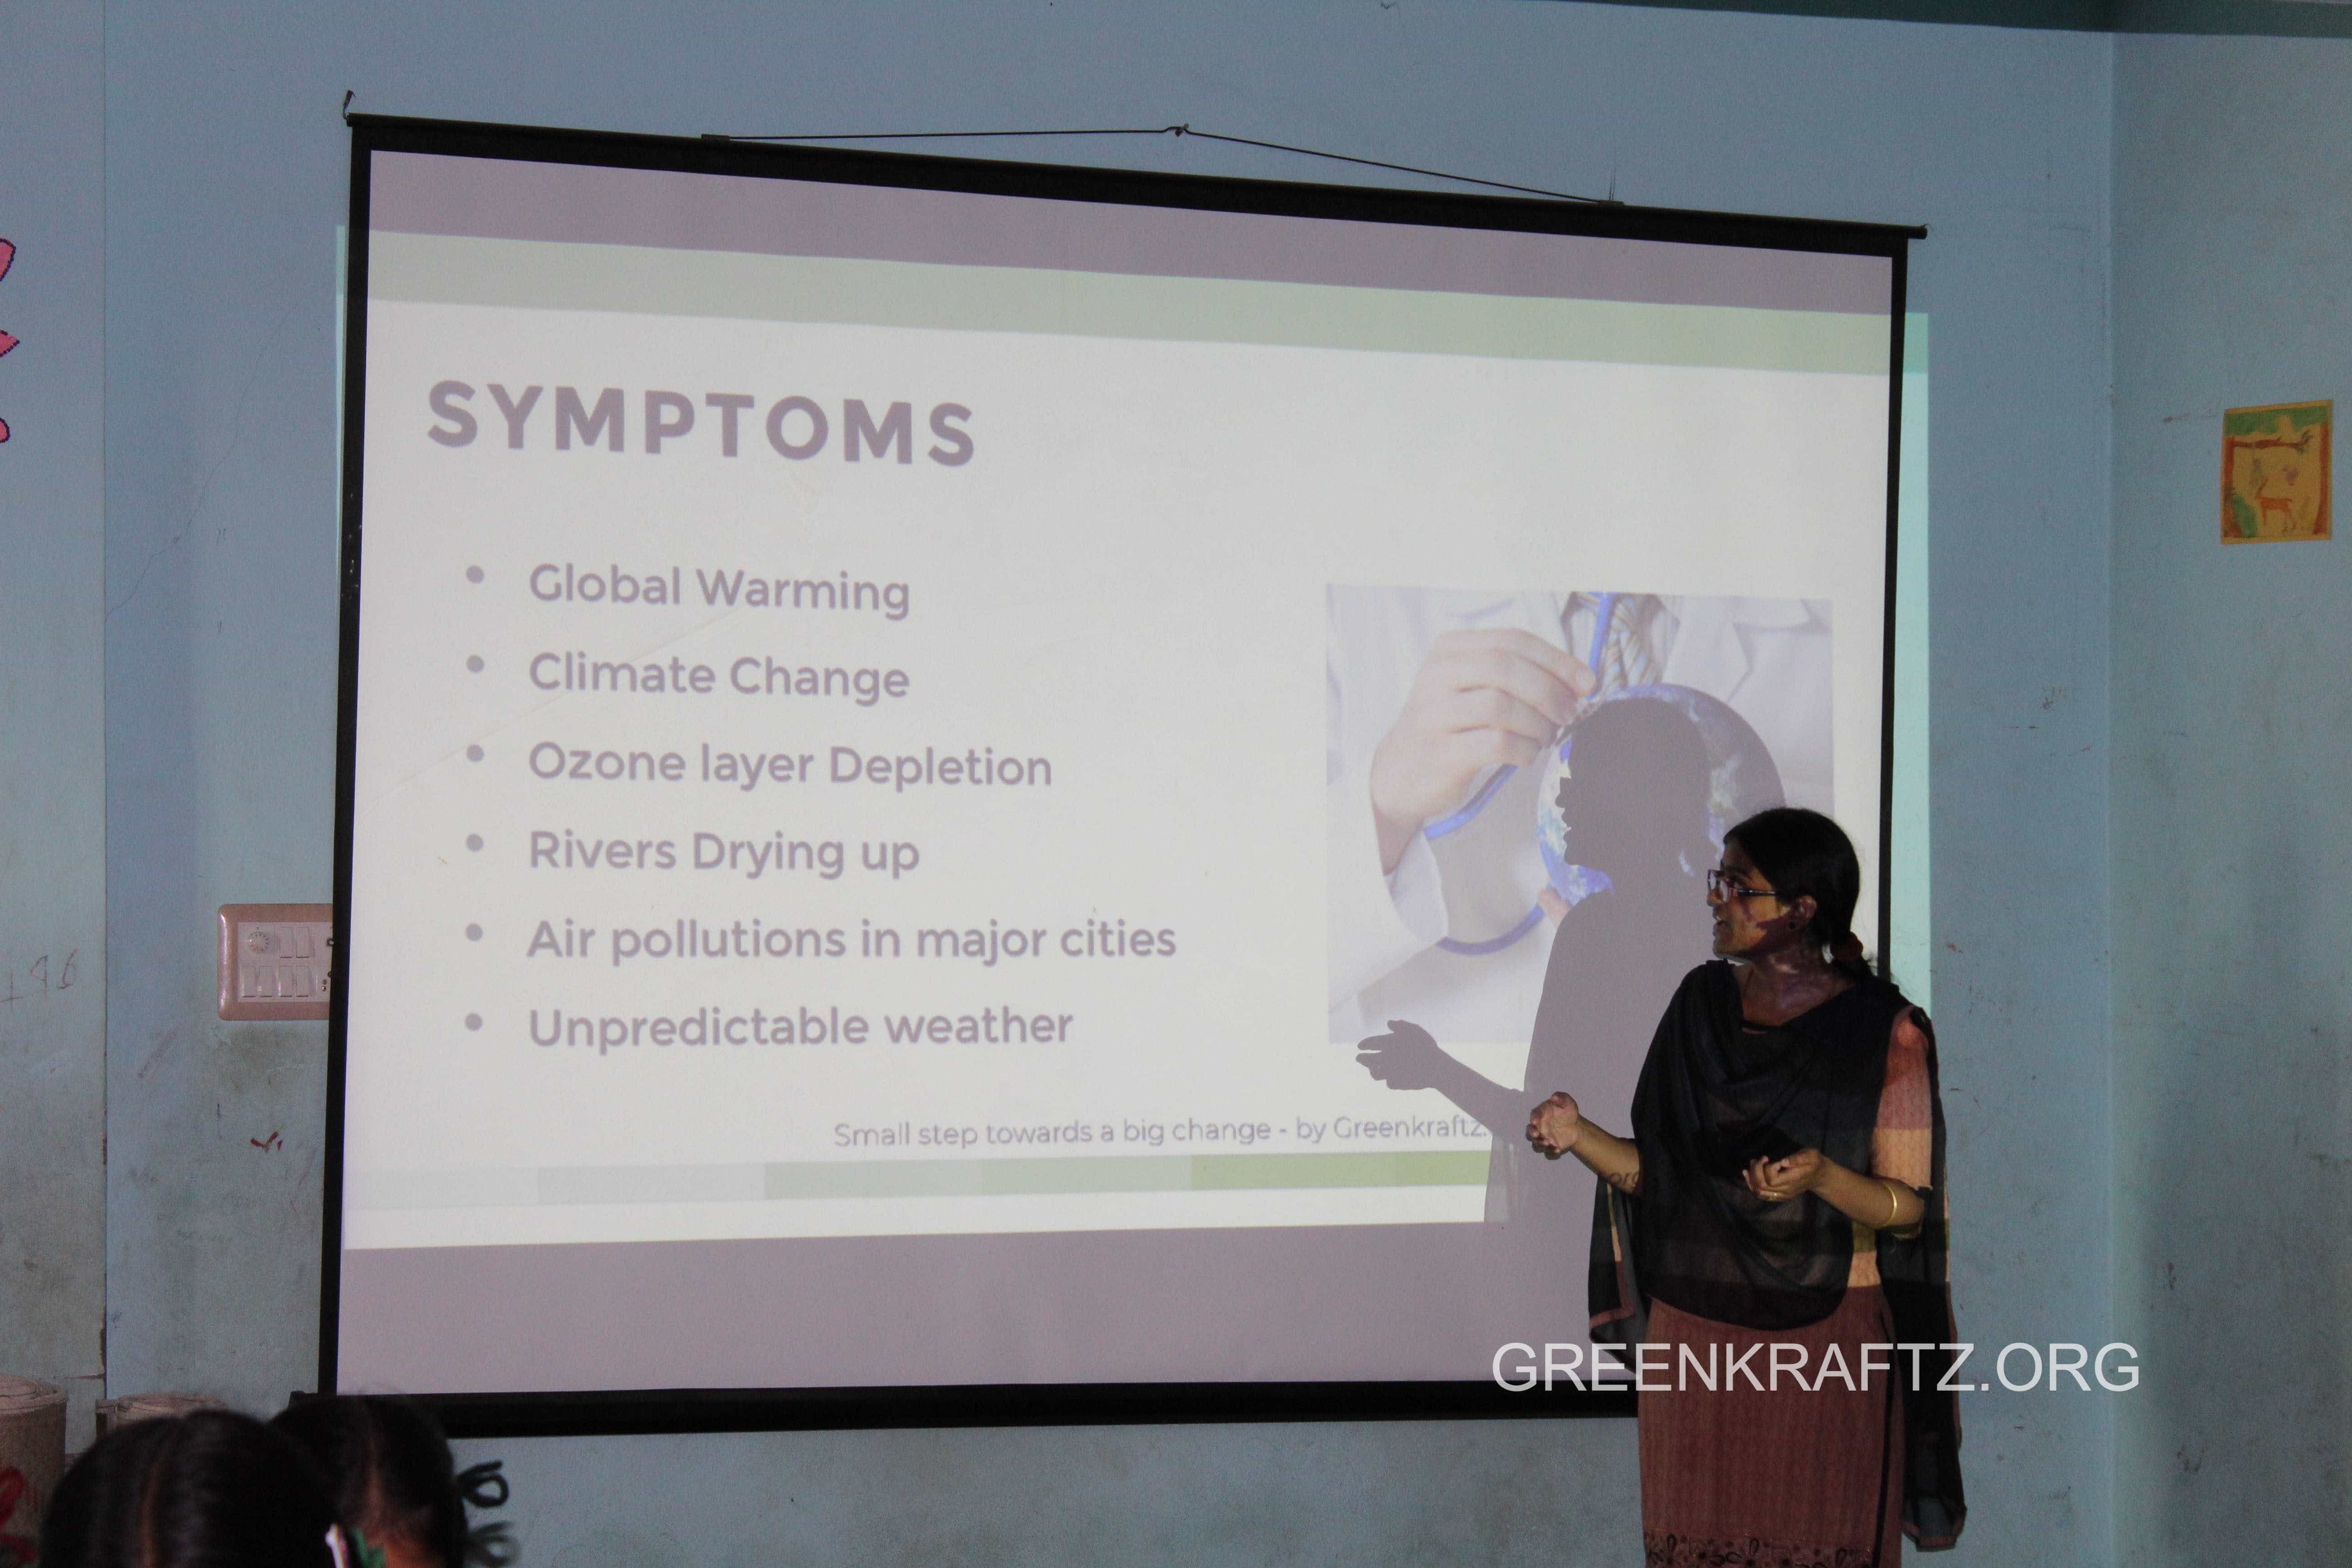 SYMPTOMS
• Global Warming
• Climate Change
• Ozone layer Depletion
• Rivers Drying up
• Air pollutions in major cities
• Unpredictable weather
Small step towards a big change - by Greenkraftz.
GREENKRAFTZ.ORG